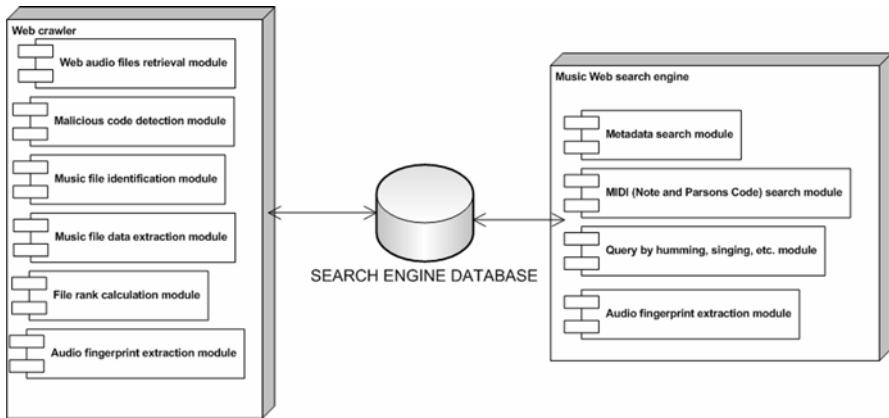 Web crawler
Web audio files retrieval module
Malicious code detection module
Music file identification module
Music file data extraction module
File rank calculation module
Audio fingerprint extraction module
SEARCH ENGINE DATABASE
Music Web search engine
Metadata search module
MIDI (Note and Parsons Code) search module
Query by humming, singing, etc. module
Audio fingerprint extraction module